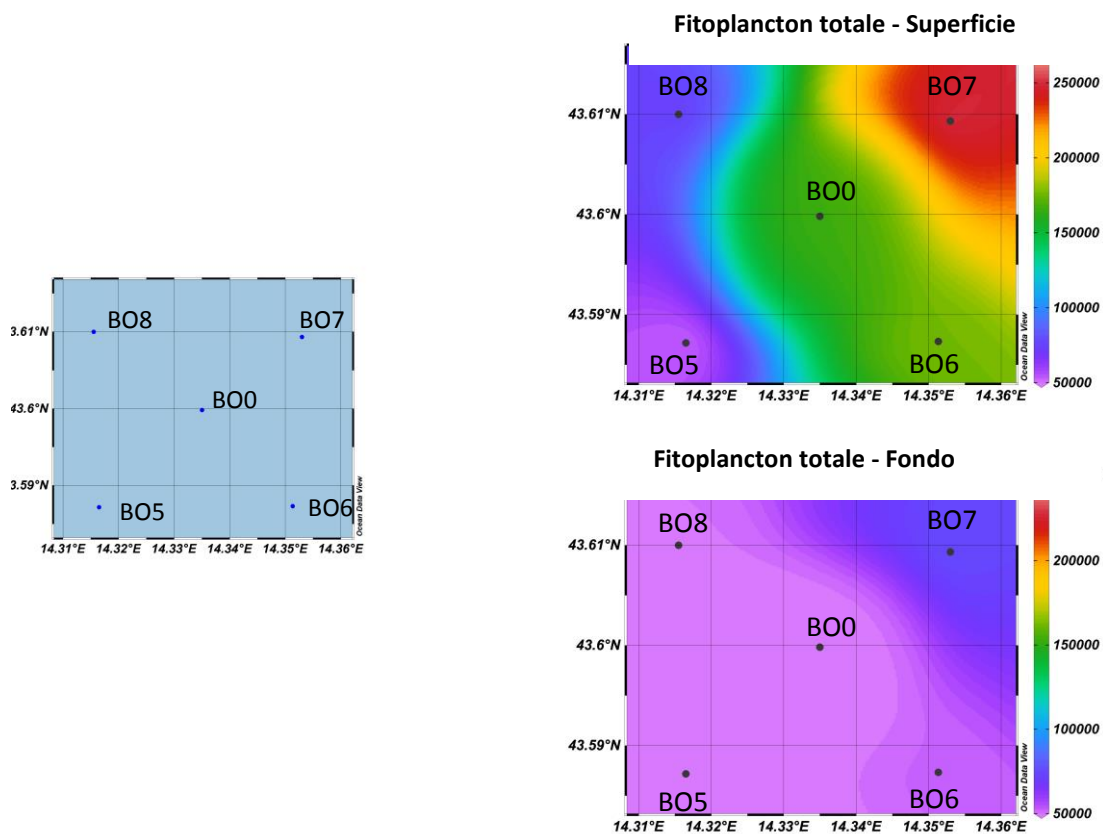 Fitoplancton totale - Superficie
BO8
BO7
BO0
BO5
BO6
43.61°N
43.6°N
43.59°N
14.31°E 14.32°E 14.33°E 14.34°E 14.35°E 14.36°E
Ocean Data View
250000
200000
150000
100000
50000
BO8
BO7
BO0
BO5
BO6
3.61°N
43.6°N
3.59°N
14.31°E 14.32°E 14.33°E 14.34°E 14.35°E 14.36°E
Ocean Data View
Fitoplancton totale - Fondo
BO8
BO7
BO0
BO5
BO6
43.61°N
43.6°N
43.59°N
14.31°E 14.32°E 14.33°E 14.34°E 14.35°E 14.36°E
Ocean Data View
200000
150000
100000
50000